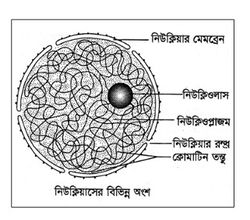 নিউক্লিয়ার মেমব্রেন
নিউক্লিওলাস
নিউক্লিওপ্লাজম
নিউক্লিয়ার রন্ধ্র
ক্রোমাটিন তন্তু
নিউক্লিয়াসের বিভিন্ন অংশ